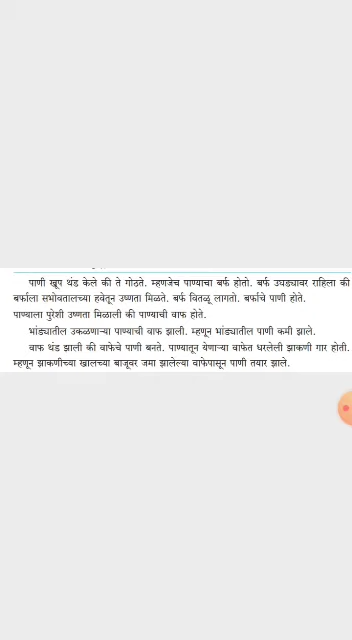 पाणी खूप थंड केले की ते गोठते. म्हणजेच पाण्याचा बर्फ होतो. बर्फ उघड्यावर राहिला की
बर्फाला सभोवतालच्या हवेतून उष्णता मिळते. बर्फ वितळू लागतो. बर्फाचे पाणी होते.
पाण्याला पुरेशी उष्णता मिळाली की पाण्याची वाफ होते.
भांड्यातील उकळणाऱ्या पाण्याची वाफ झाली. म्हणून भांड्यातील पाणी कमी झाले.
वाफ थंड झाली की वाफेचे पाणी बनते. पाण्यातून येणाऱ्या वाफेत धरलेली झाकणी गार होती.
म्हणून झाकणीच्या खालच्या बाजूवर जमा झालेल्या वाफेपासून पाणी तयार झाले.